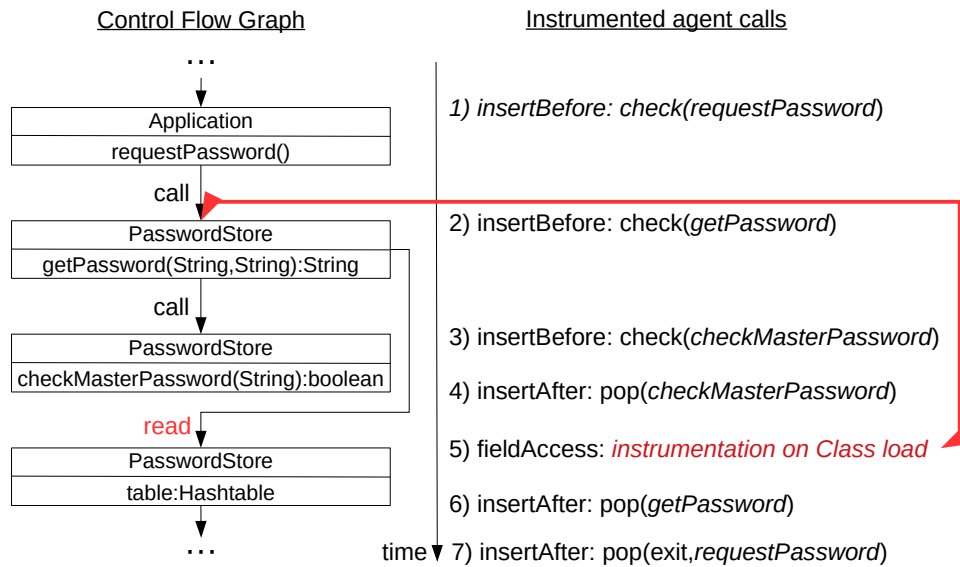 Control Flow Graph
Instrumented agent calls
...
1) insertBefore: check(requestPassword)
Application
requestPassword()
call
2) insertBefore: check(getPassword)
PasswordStore
getPassword(String,String):String
call
3) insertBefore: check(checkMasterPassword)
PasswordStore
checkMasterPassword(String):boolean
4) insertAfter: pop(checkMasterPassword)
read
5) fieldAccess: instrumentation on Class load
PasswordStore
table:Hashtable
6) insertAfter: pop(getPassword)
...
time
7) insertAfter: pop(exit,requestPassword)